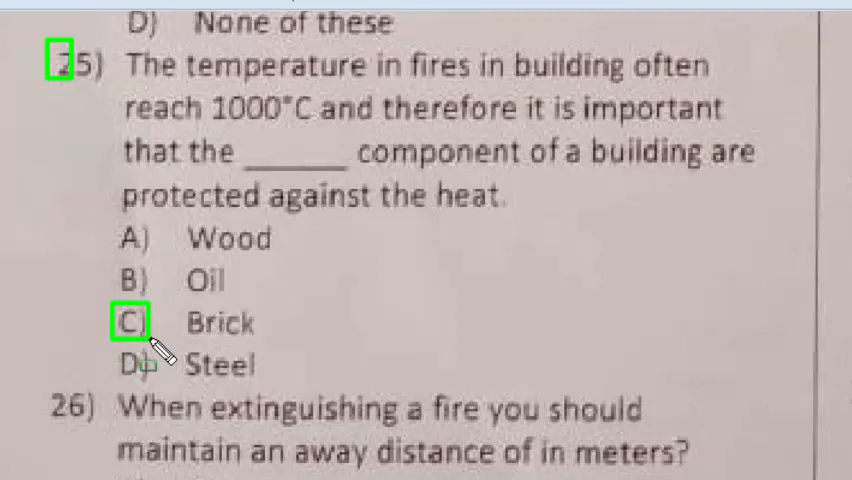 D) None of these
25) The temperature in fires in building often
reach 1000°C and therefore it is important
that the ______ component of a building are
protected against the heat.
A) Wood
B) Oil
C) Brick
D) Steel
26) When extinguishing a fire you should
maintain an away distance of in meters?